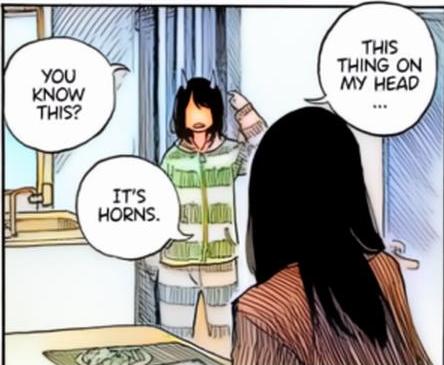 YOU
KNOW
THIS?
THIS
THING ON
MY HEAD
...
IT'S
HORNS.